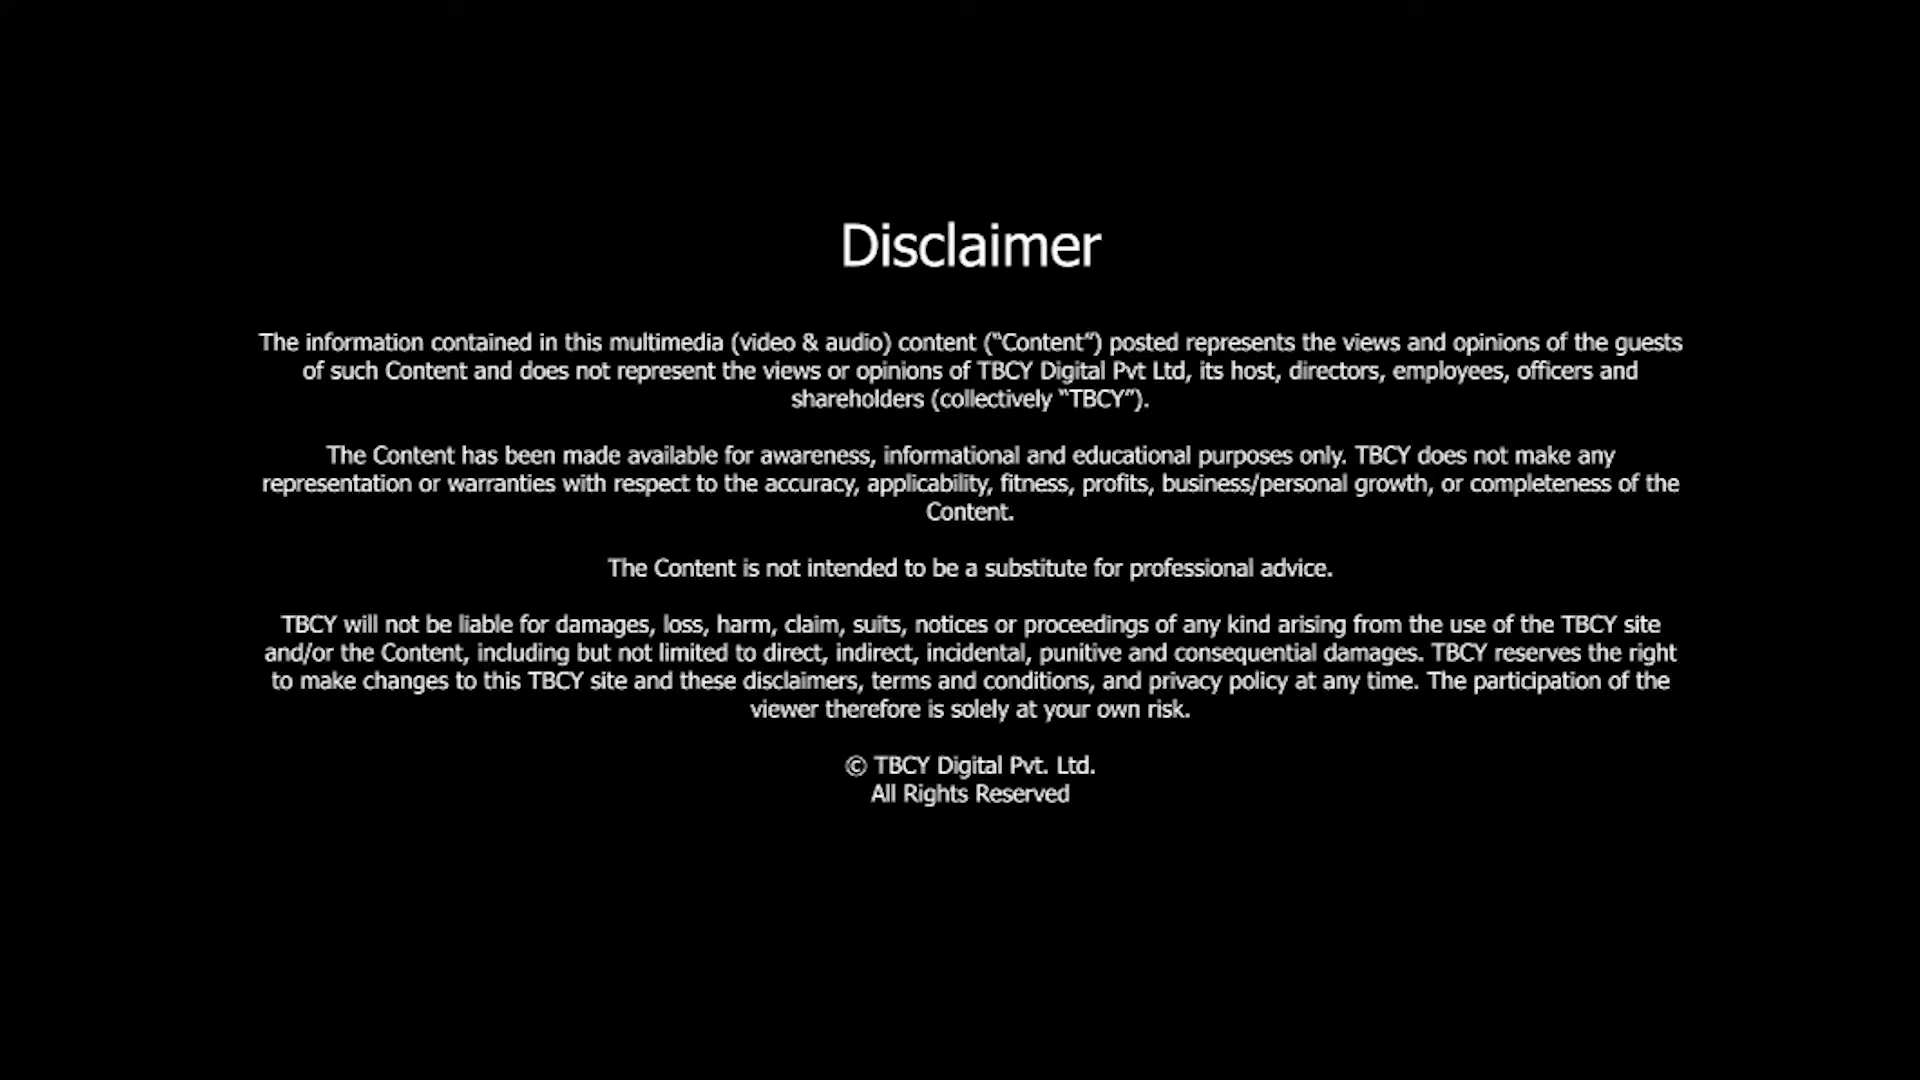 Disclaimer
The information contained in this multimedia (video & audio) content (“Content”) posted represents the views and opinions of the guests
of such Content and does not represent the views or opinions of TBCY Digital Pvt Ltd, its host, directors, employees, officers and
shareholders (collectively “TBCY”).
The Content has been made available for awareness, informational and educational purposes only. TBCY does not make any
representation or warranties with respect to the accuracy, applicability, fitness, profits, business/personal growth, or completeness of the
Content.
The Content is not intended to be a substitute for professional advice.
TBCY will not be liable for damages, loss, harm, claim, suits, notices or proceedings of any kind arising from the use of the TBCY site
and/or the Content, including but not limited to direct, indirect, incidental, punitive and consequential damages. TBCY reserves the right
to make changes to this TBCY site and these disclaimers, terms and conditions, and privacy policy at any time. The participation of the
viewer therefore is solely at your own risk.
© TBCY Digital Pvt. Ltd.
All Rights Reserved